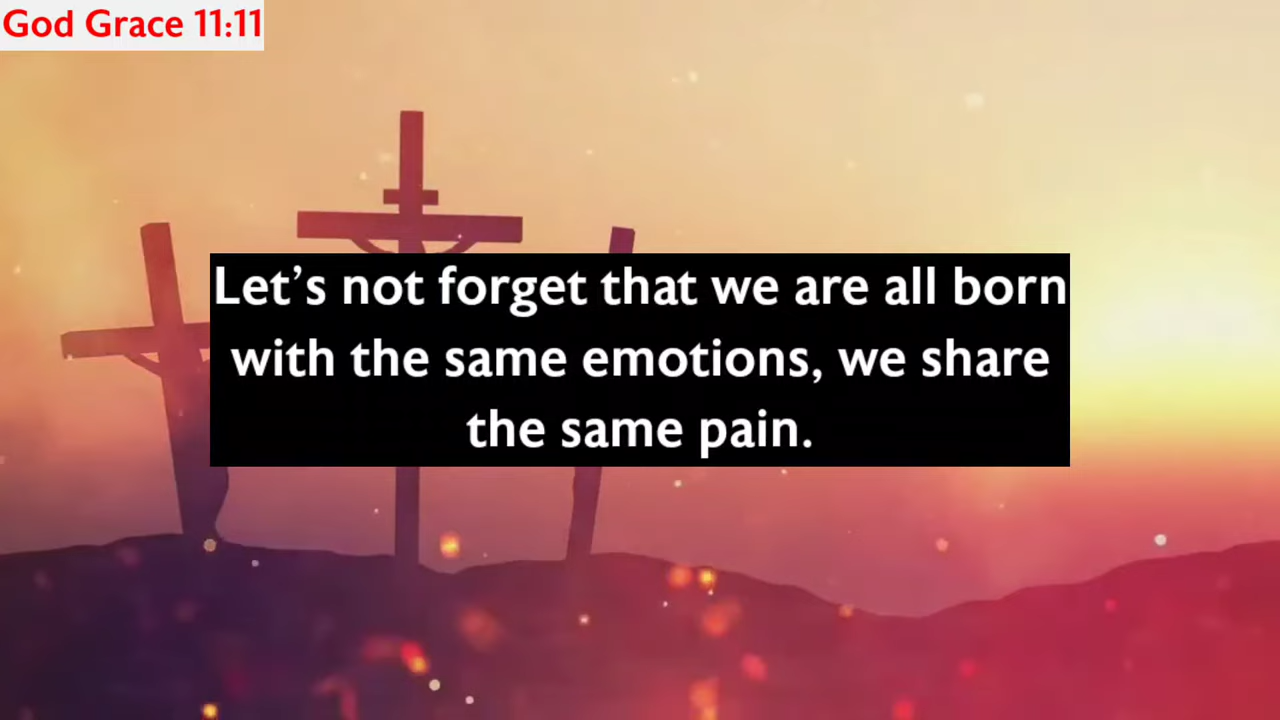 God Grace 11:11
Let’s not forget that we are all born
with the same emotions, we share
the same pain.